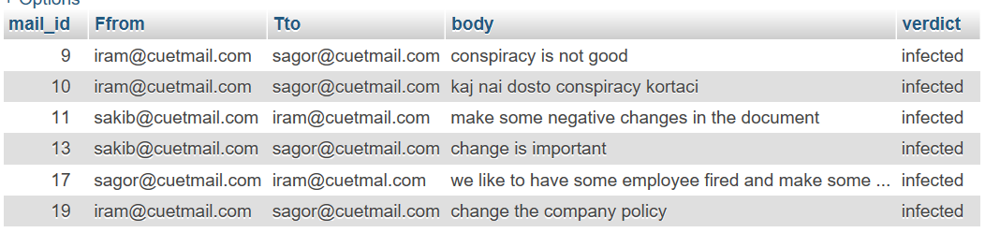 Options
mail_id Ffrom Tto body verdict
9 iram@cuetmail.com sagor@cuetmail.com conspiracy is not good infected
10 iram@cuetmail.com sagor@cuetmail.com kaj nai dosto conspiracy kortaci infected
11 sakib@cuetmail.com iram@cuetmail.com make some negative changes in the document infected
13 sakib@cuetmail.com sagor@cuetmail.com change is important infected
17 sagor@cuetmail.com iram@cuetmal.com we like to have some employee fired and make some ... infected
19 iram@cuetmail.com sagor@cuetmail.com change the company policy infected